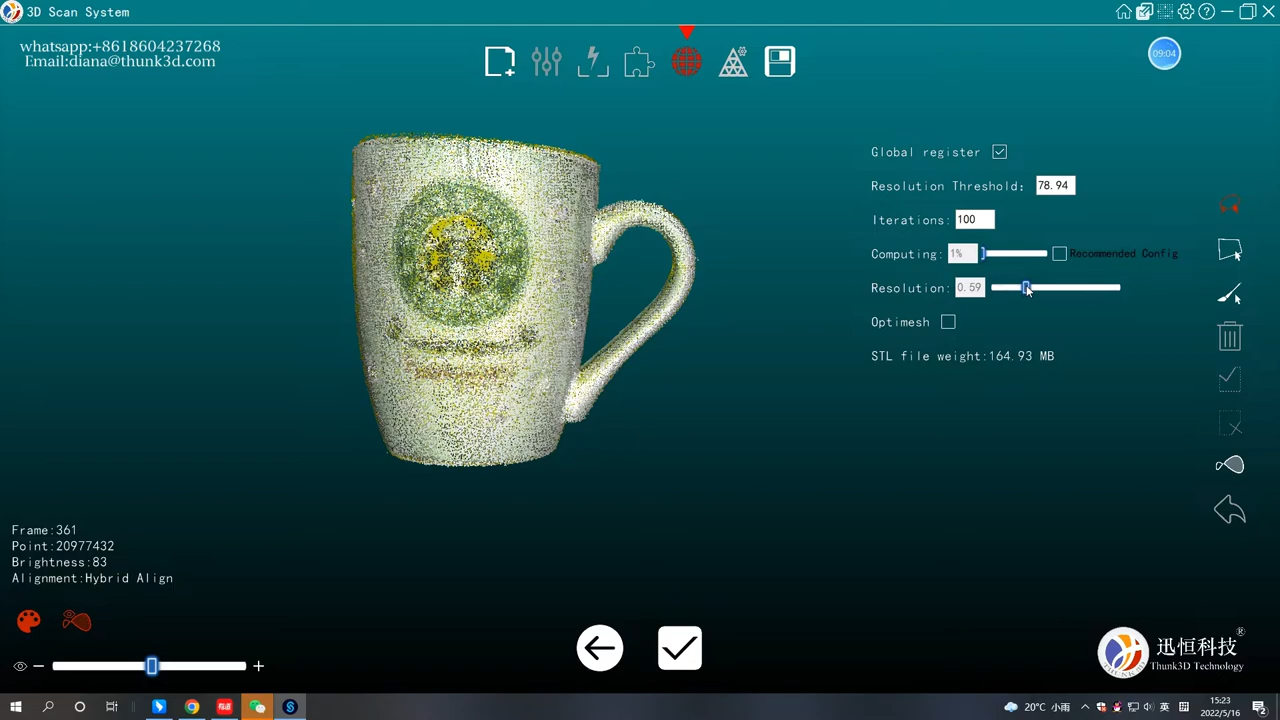 3D Scan System
whatsapp:+8618604237268
Email:diana@thunk3d.com
09:04
Global register
Resolution Threshold: 78.94
Iterations: 100
Computing: 1% Recommended Config
Resolution: 0.59
Optimesh
STL file weight:164.93 MB
Frame:361
Point:20977432
Brightness:83
Alignment:Hybrid Align
迅恒科技®
Thunk3D Technology
20°C 小雨 英 拼 15:23
2022/5/16
2